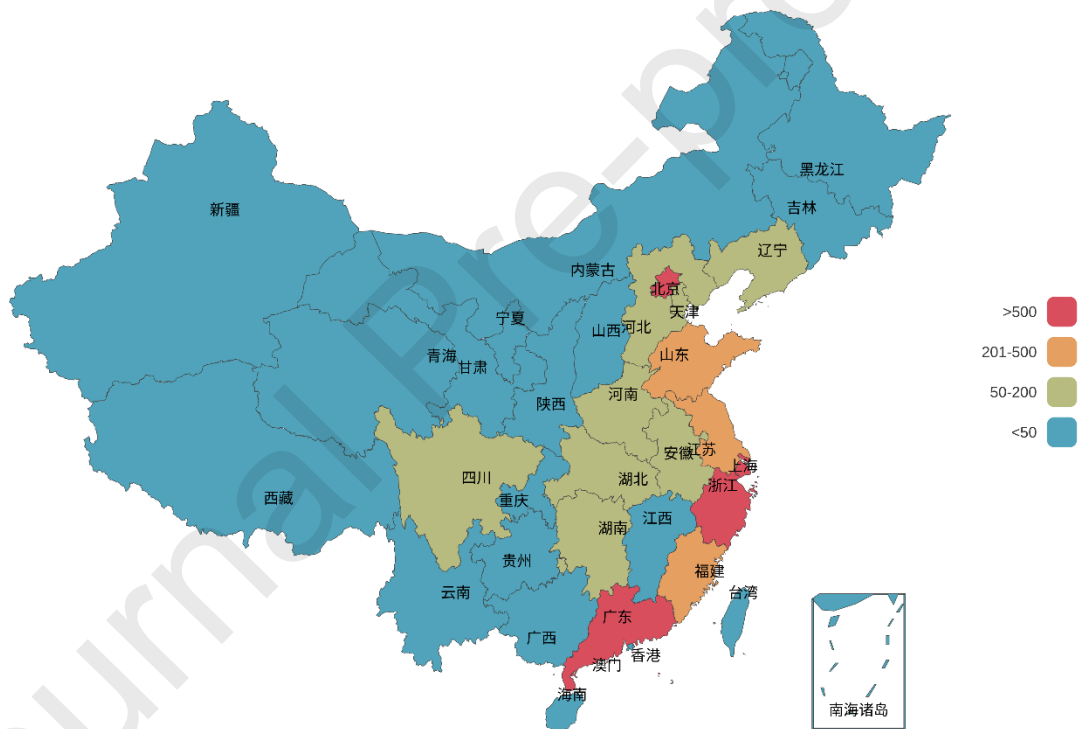 黑龙江
新疆
吉林
辽宁
内蒙古
北京
天津
宁夏
山西
河北
青海
甘肃
山东
河南
陕西
安徽
江苏
上海
四川
湖北
浙江
西藏
重庆
江西
湖南
贵州
福建
云南
台湾
广东
广西
香港
澳门
海南
南海诸岛
>500
201-500
50-200
<50
urnal Pre-pro